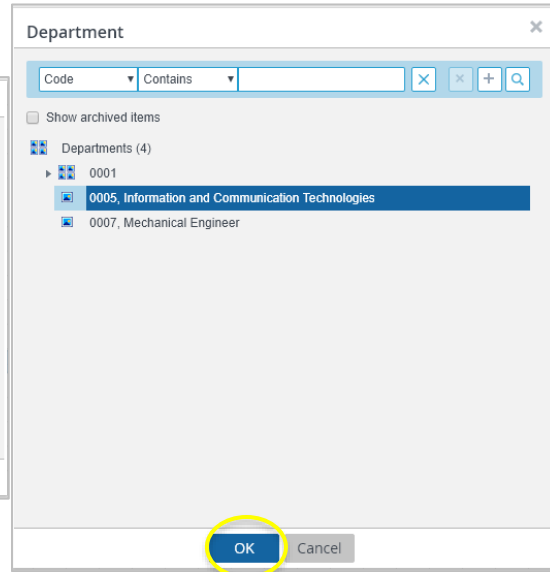 Department
Code Contains
Show archived items
Departments (4)
0001
0005, Information and Communication Technologies
0007, Mechanical Engineer
OK Cancel